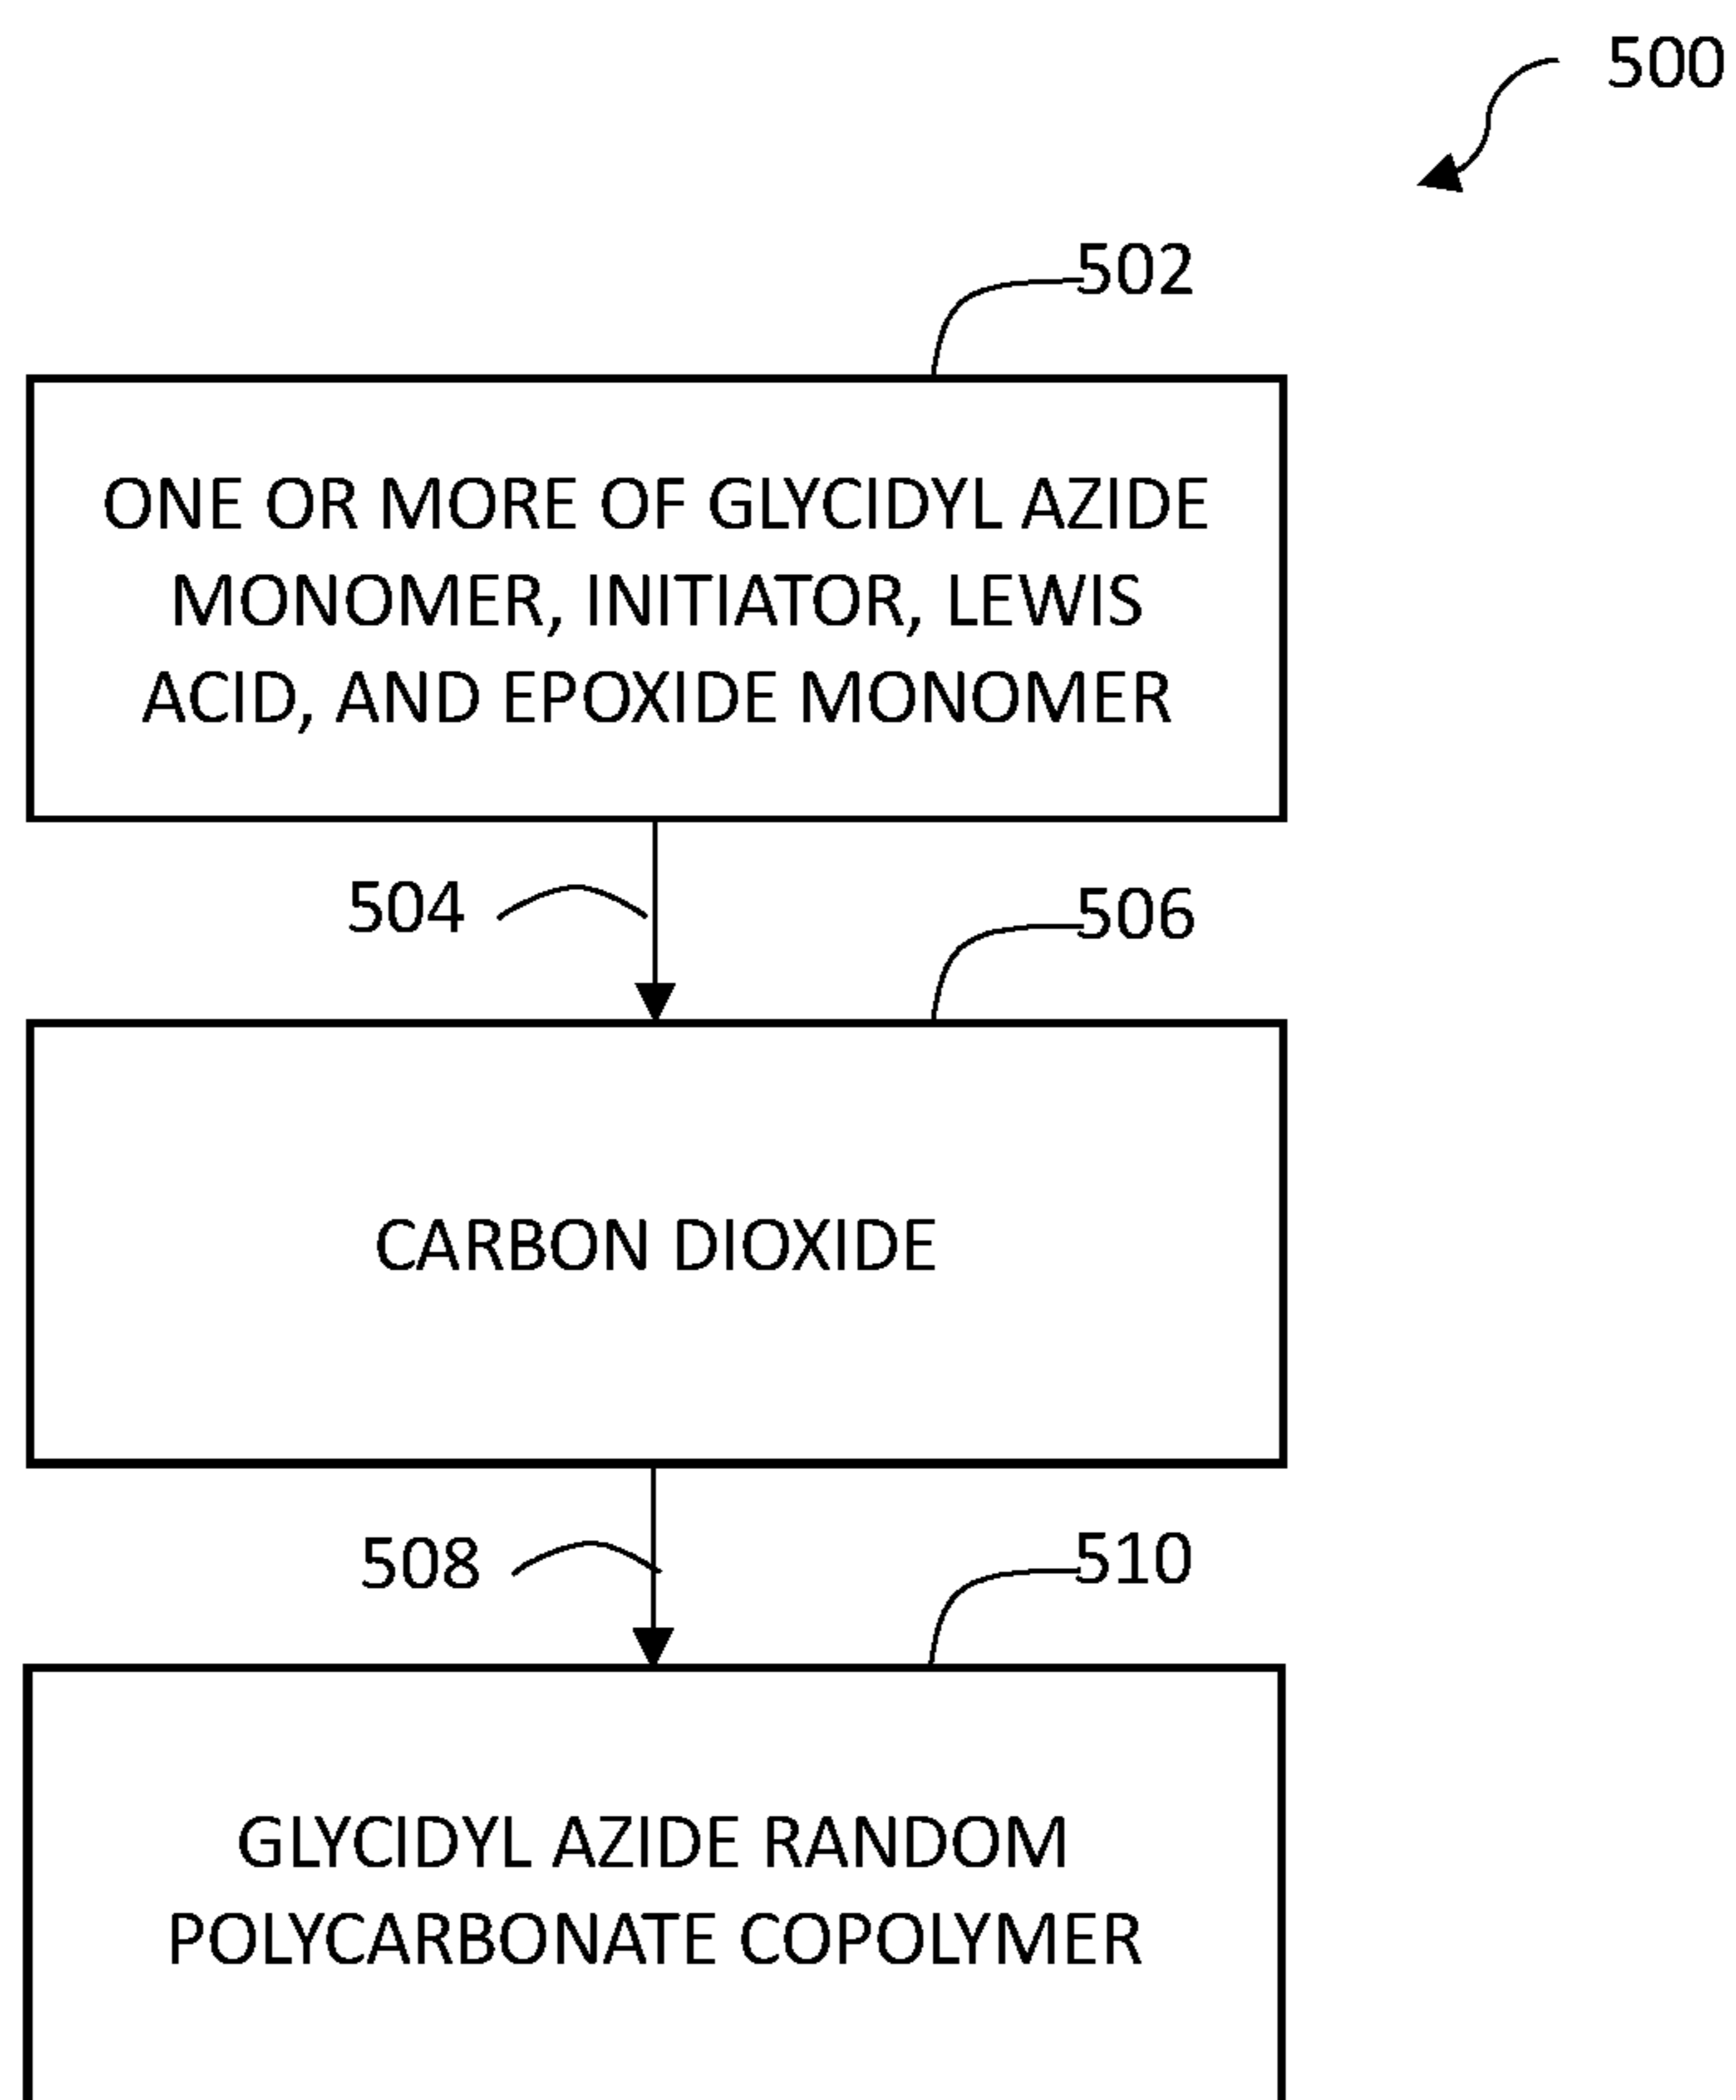 500
502
ONE OR MORE OF GLYCIDYL AZIDE
MONOMER, INITIATOR, LEWIS
ACID, AND EPOXIDE MONOMER
504
506
CARBON DIOXIDE
508
510
GLYCIDYL AZIDE RANDOM
POLYCARBONATE COPOLYMER